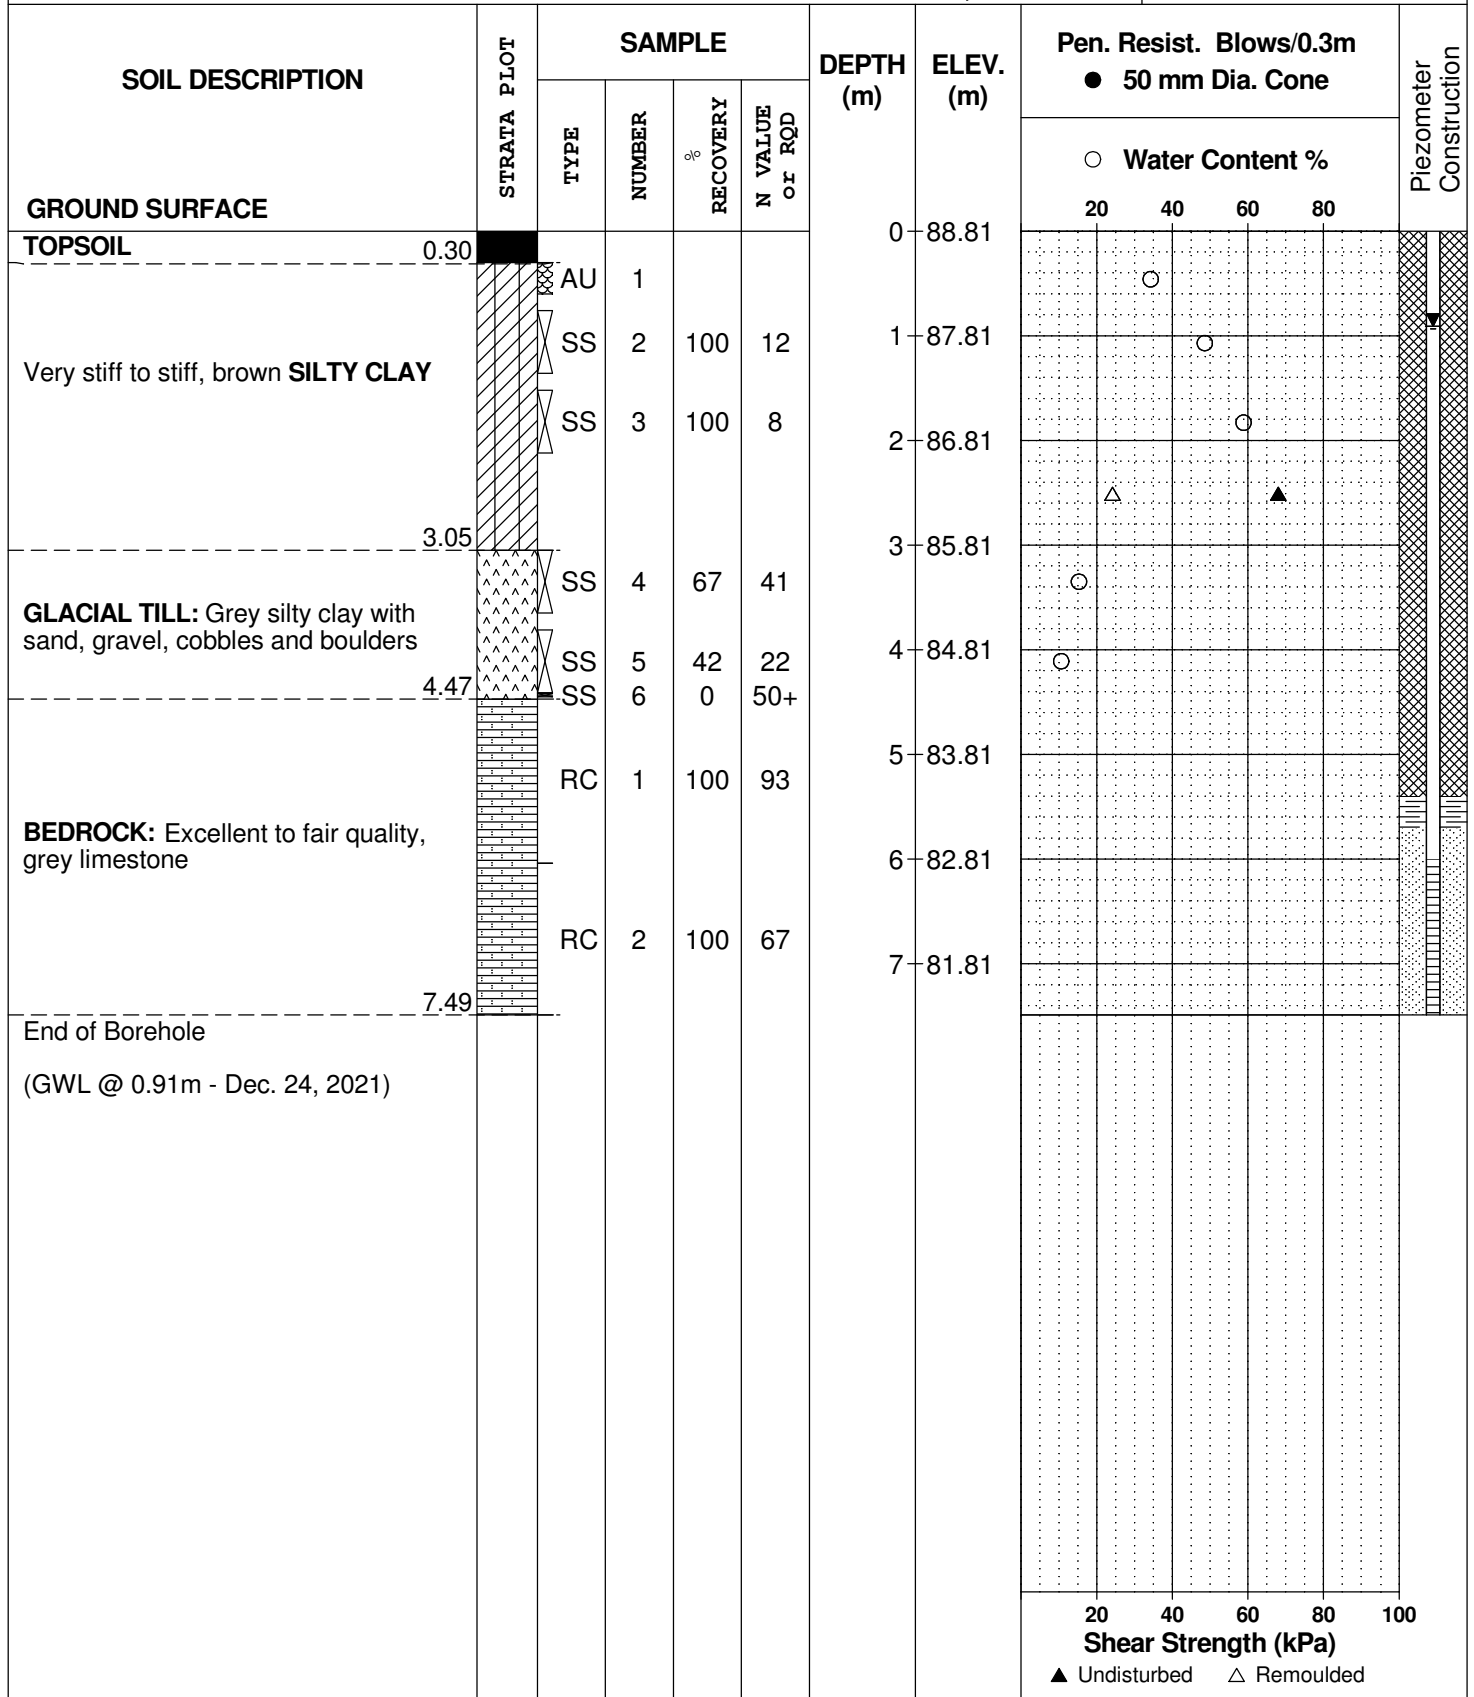 SOIL DESCRIPTION
GROUND SURFACE
STRATA PLOT
SAMPLE
TYPE
NUMBER
%
RECOVERY
N VALUE
or RQD
DEPTH
(m)
ELEV.
(m)
Pen. Resist. Blows/0.3m
● 50 mm Dia. Cone
○ Water Content %
20 40 60 80
Piezometer
Construction
0 88.81
TOPSOIL
0.30
AU 1
1 87.81
SS 2 100 12
Very stiff to stiff, brown SILTY CLAY
SS 3 100 8
2 86.81
3.05
3 85.81
SS 4 67 41
GLACIAL TILL: Grey silty clay with
sand, gravel, cobbles and boulders
4 84.81
SS 5 42 22
4.47
SS 6 0 50+
5 83.81
RC 1 100 93
BEDROCK: Excellent to fair quality,
grey limestone
6 82.81
RC 2 100 67
7 81.81
7.49
End of Borehole
(GWL @ 0.91m - Dec. 24, 2021)
20 40 60 80 100
Shear Strength (kPa)
▲ Undisturbed △ Remoulded